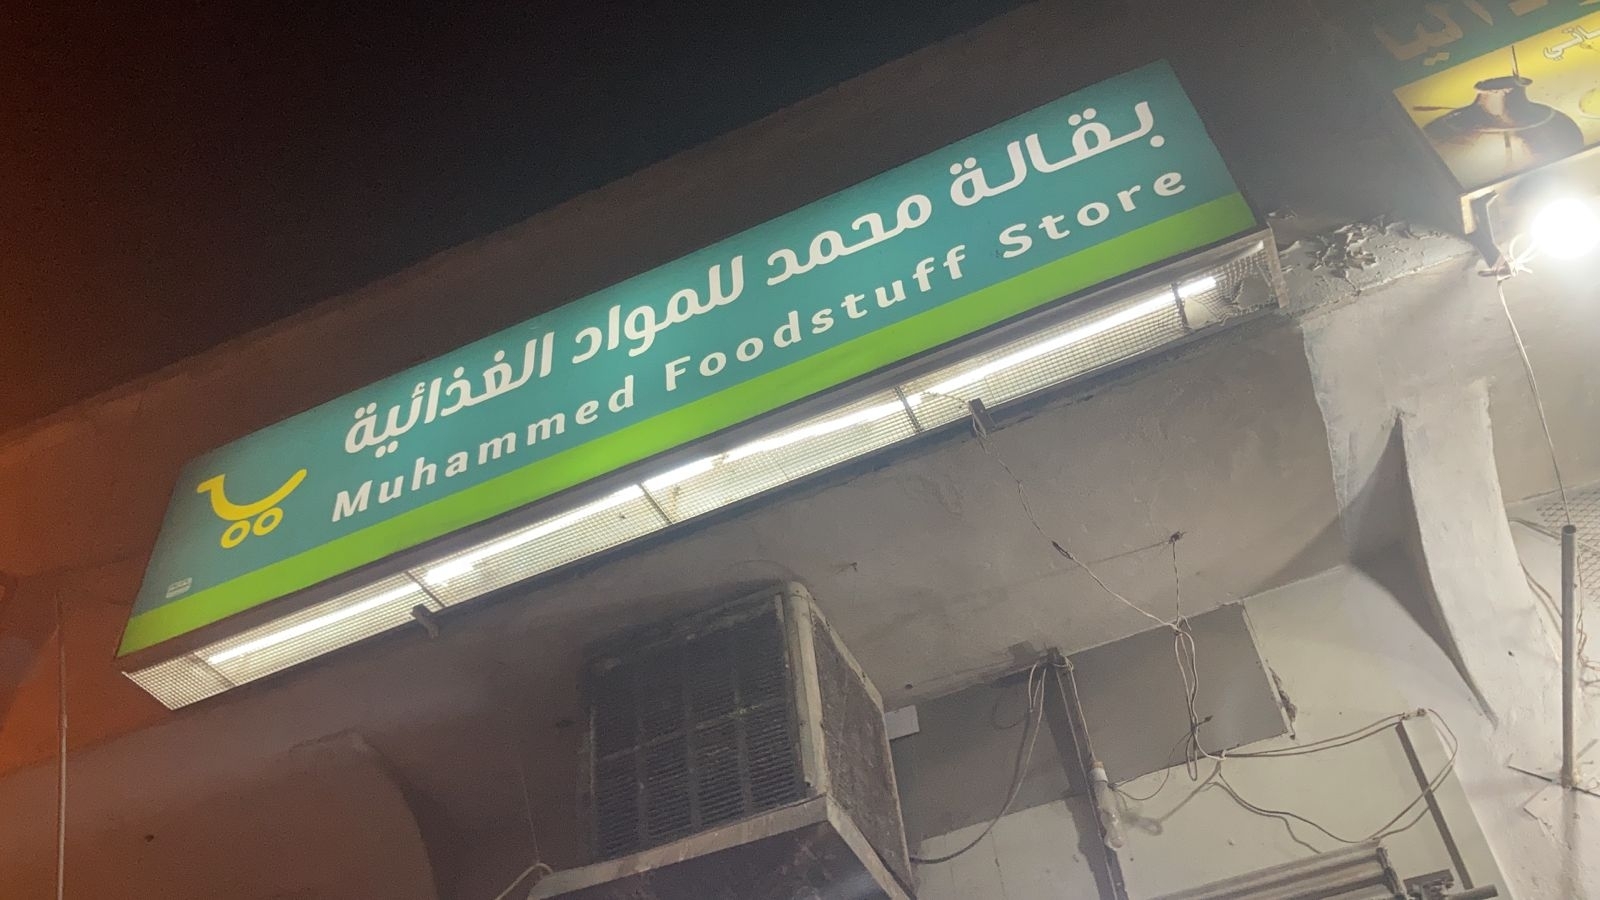 بقالة محمد للمواد الغذائية
Muhammed Foodstuff Store